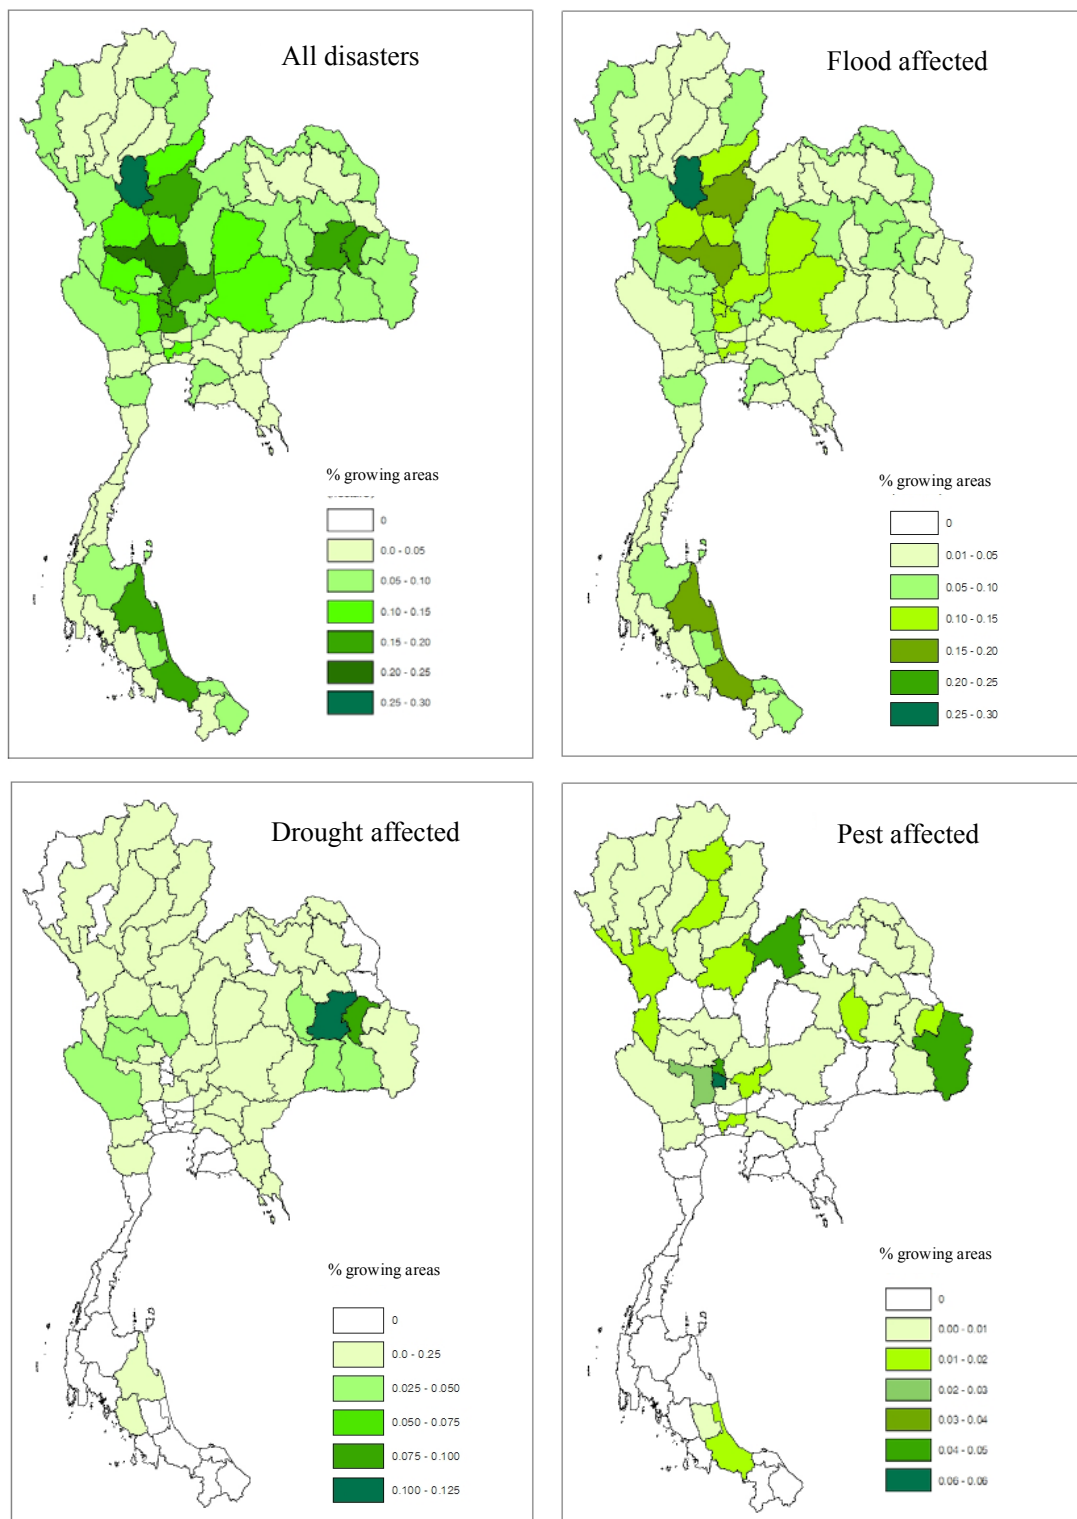 All disasters
% growing areas
0
0.0 - 0.05
0.05 - 0.10
0.10 - 0.15
0.15 - 0.20
0.20 - 0.25
0.25 - 0.30
Flood affected
% growing areas
0
0.01 - 0.05
0.05 - 0.10
0.10 - 0.15
0.15 - 0.20
0.20 - 0.25
0.25 - 0.30
Drought affected
% growing areas
0
0.0 - 0.25
0.025 - 0.050
0.050 - 0.075
0.075 - 0.100
0.100 - 0.125
Pest affected
% growing areas
0
0.00 - 0.01
0.01 - 0.02
0.02 - 0.03
0.03 - 0.04
0.04 - 0.05
0.06 - 0.06